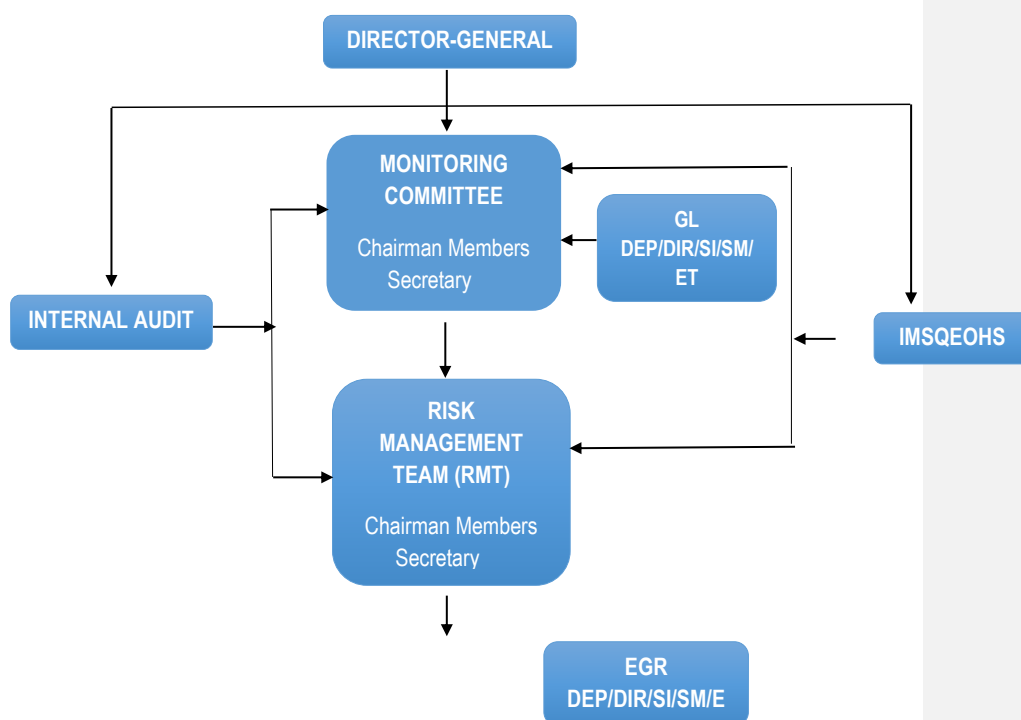 DIRECTOR-GENERAL
MONITORING
COMMITTEE
Chairman Members
Secretary
GL
DEP/DIR/SI/SM/
ET
INTERNAL AUDIT
IMSQEOHS
RISK
MANAGEMENT
TEAM (RMT)
Chairman Members
Secretary
EGR
DEP/DIR/SI/SM/E